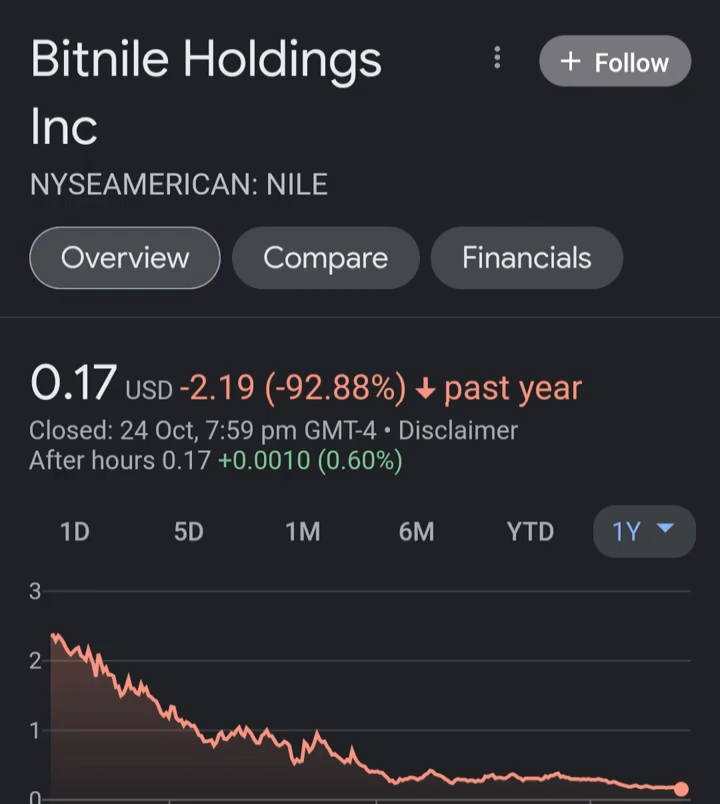 Bitnile Holdings
Inc
+ Follow
NYSEAMERICAN: NILE
Overview
Compare
Financials
0.17 USD -2.19 (-92.88%) ↓ past year
Closed: 24 Oct, 7:59 pm GMT-4 • Disclaimer
After hours 0.17 +0.0010 (0.60%)
1D 5D 1M 6M YTD 1Y
3
2
1
0